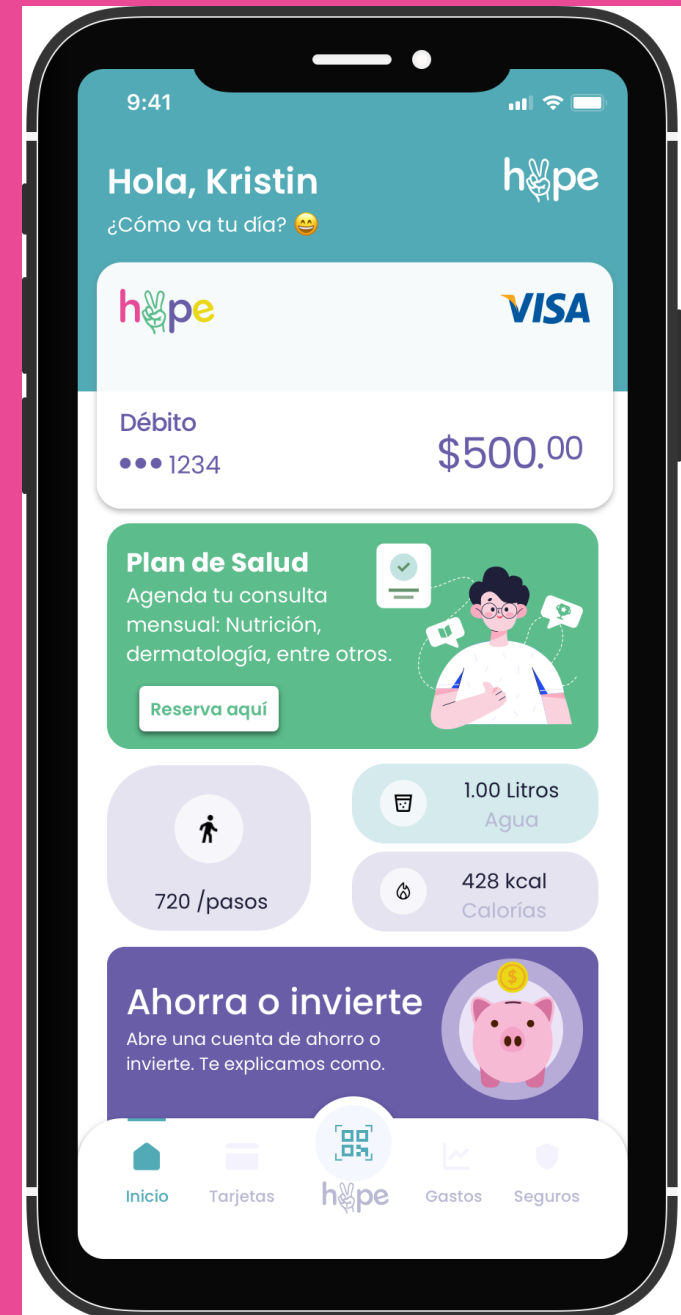 9:41
Hola, Kristin
hope
¿Cómo va tu día? 😄
hope
VISA
Débito
••• 1234
$500.00
Plan de Salud
Agenda tu consulta
mensual: Nutrición,
dermatología, entre otros.
Reserva aquí
720 /pasos
1.00 Litros
Agua
428 kcal
Calorías
Ahorra o invierte
Abre una cuenta de ahorro o
invierte. Te explicamos como.
Inicio
Tarjetas
hope
Gastos
Seguros